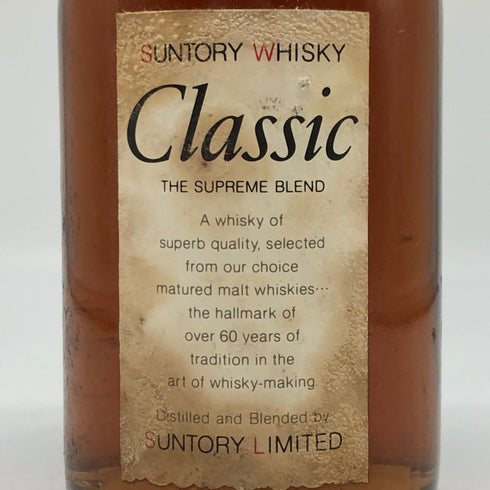 SUNTORY WHISKY
Classic
THE SUPREME BLEND
A whisky of
superb quality, selected
from our choice
matured malt whiskies…
the hallmark of
over 60 years of
tradition in the
art of whisky-making.
Distilled and Blended by
SUNTORY LIMITED